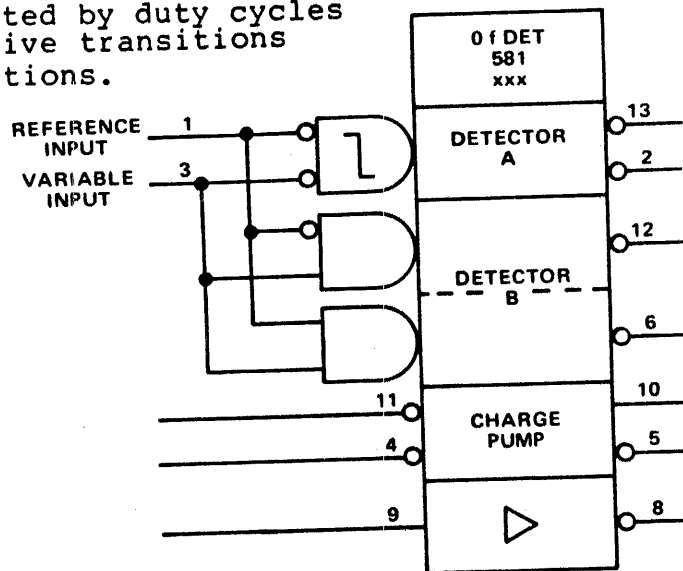 ted by duty cycles
ive transitions
tions.
0 f DET
581
xxx
REFERENCE
INPUT
1
VARIABLE
INPUT
3
DETECTOR
A
13
2
DETECTOR
B
12
6
11
4
CHARGE
PUMP
10
5
9
8